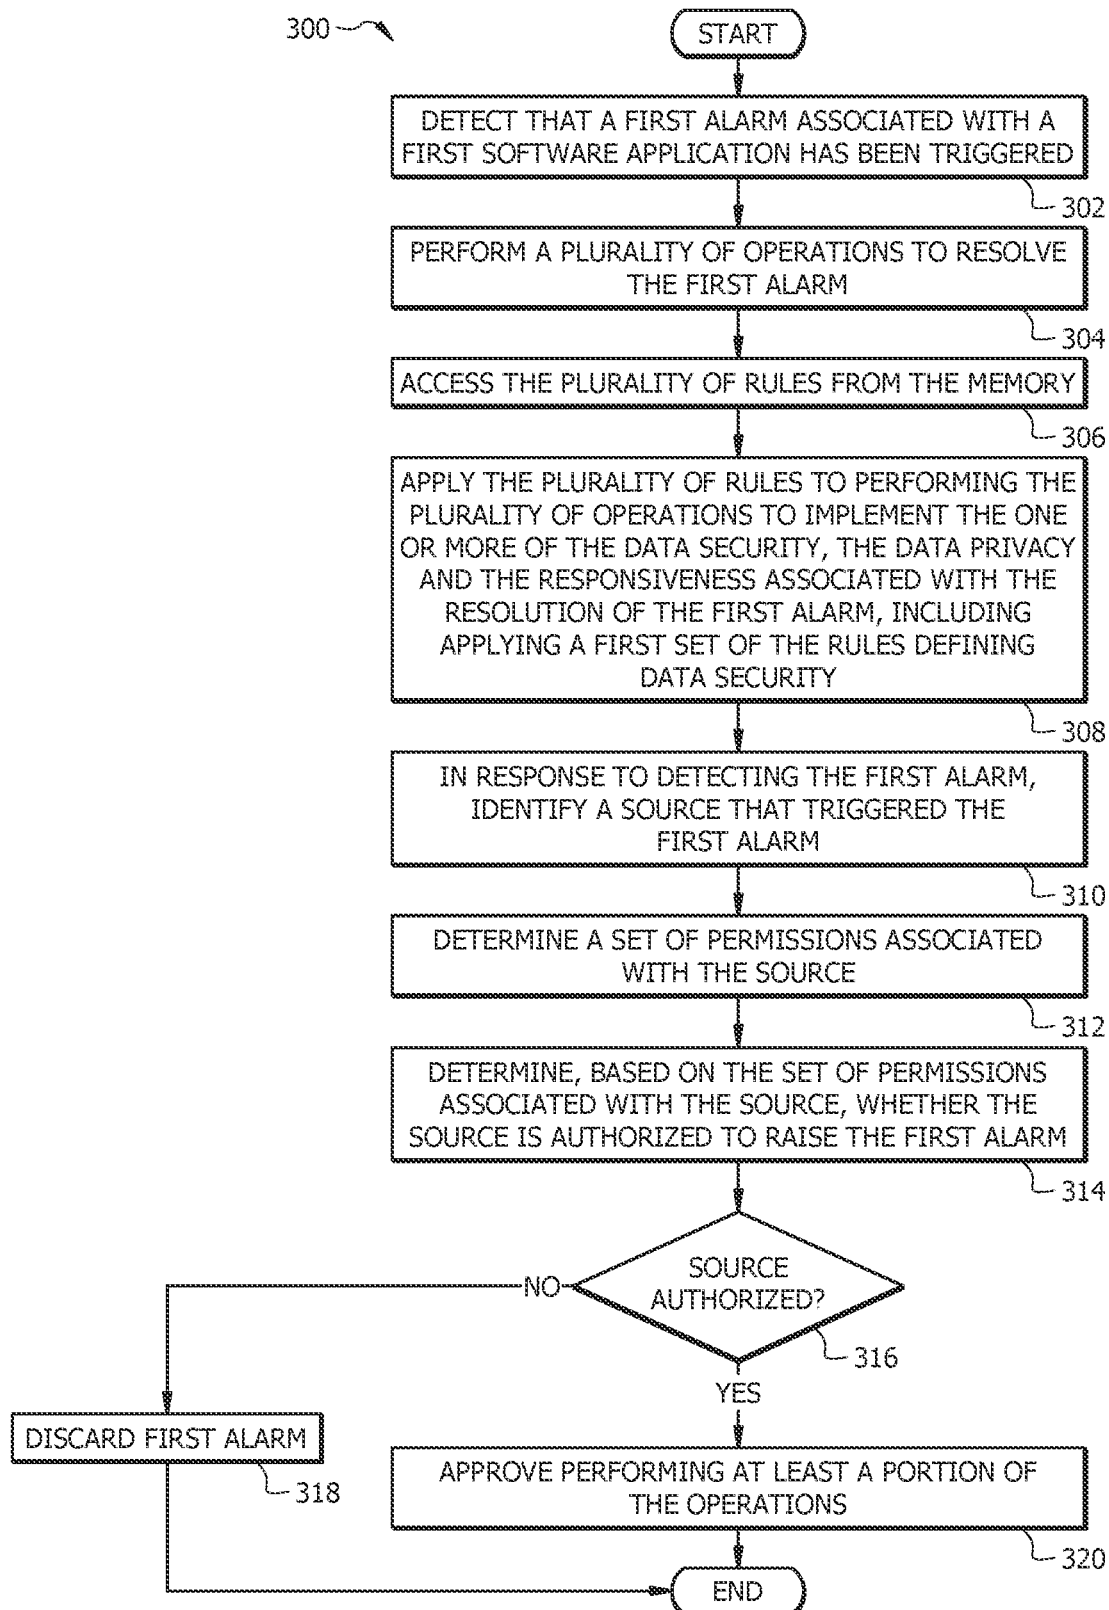 300
START
DETECT THAT A FIRST ALARM ASSOCIATED WITH A
FIRST SOFTWARE APPLICATION HAS BEEN TRIGGERED
302
PERFORM A PLURALITY OF OPERATIONS TO RESOLVE
THE FIRST ALARM
304
ACCESS THE PLURALITY OF RULES FROM THE MEMORY
306
APPLY THE PLURALITY OF RULES TO PERFORMING THE
PLURALITY OF OPERATIONS TO IMPLEMENT THE ONE
OR MORE OF THE DATA SECURITY, THE DATA PRIVACY
AND THE RESPONSIVENESS ASSOCIATED WITH THE
RESOLUTION OF THE FIRST ALARM, INCLUDING
APPLYING A FIRST SET OF THE RULES DEFINING
DATA SECURITY
308
IN RESPONSE TO DETECTING THE FIRST ALARM,
IDENTIFY A SOURCE THAT TRIGGERED THE
FIRST ALARM
310
DETERMINE A SET OF PERMISSIONS ASSOCIATED
WITH THE SOURCE
312
DETERMINE, BASED ON THE SET OF PERMISSIONS
ASSOCIATED WITH THE SOURCE, WHETHER THE
SOURCE IS AUTHORIZED TO RAISE THE FIRST ALARM
314
SOURCE
AUTHORIZED?
316
NO
YES
DISCARD FIRST ALARM
318
APPROVE PERFORMING AT LEAST A PORTION OF
THE OPERATIONS
320
END